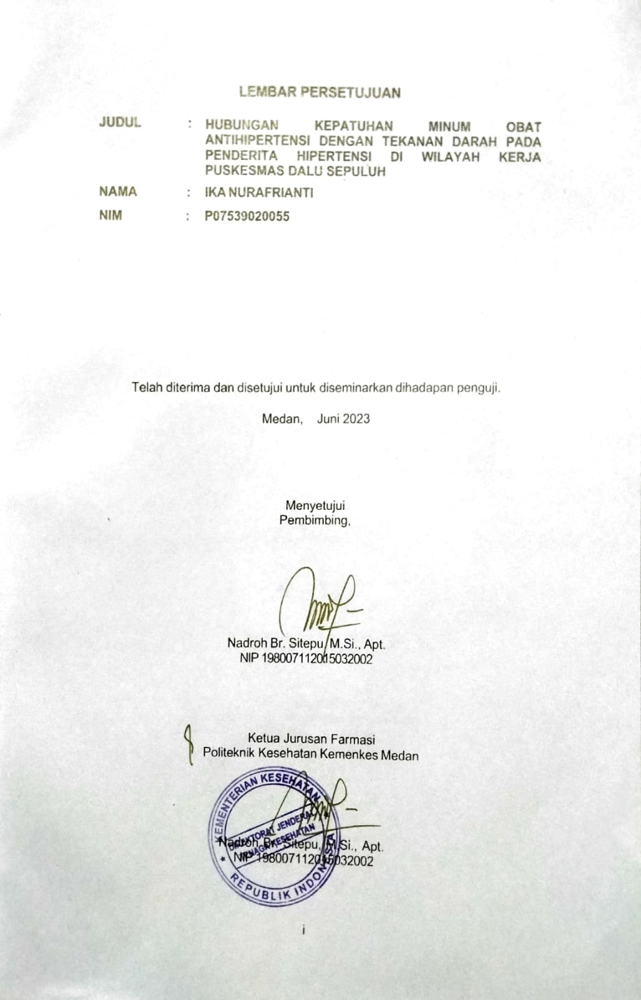 LEMBAR PERSETUJUAN
JUDUL : HUBUNGAN KEPATUHAN MINUM OBAT
ANTIHIPERTENSI DENGAN TEKANAN DARAH PADA
PENDERITA HIPERTENSI DI WILAYAH KERJA
PUSKESMAS DALU SEPULUH
NAMA : IKA NURAFRIANTI
NIM : P07539020055
Telah diterima dan disetujui untuk diseminarkan dihadapan penguji.
Medan, Juni 2023
Menyetujui
Pembimbing,
Nadroh Br. Sitepu, M.Si., Apt.
NIP 198007112015032002
Ketua Jurusan Farmasi
Politeknik Kesehatan Kemenkes Medan
KEMENTERIAN KESEHATAN
DIREKTORAT JENDERAL
TENAGA KESEHATAN
REPUBLIK INDONESIA
Nadroh Br. Sitepu, M.Si., Apt.
NIP 198007112015032002
i